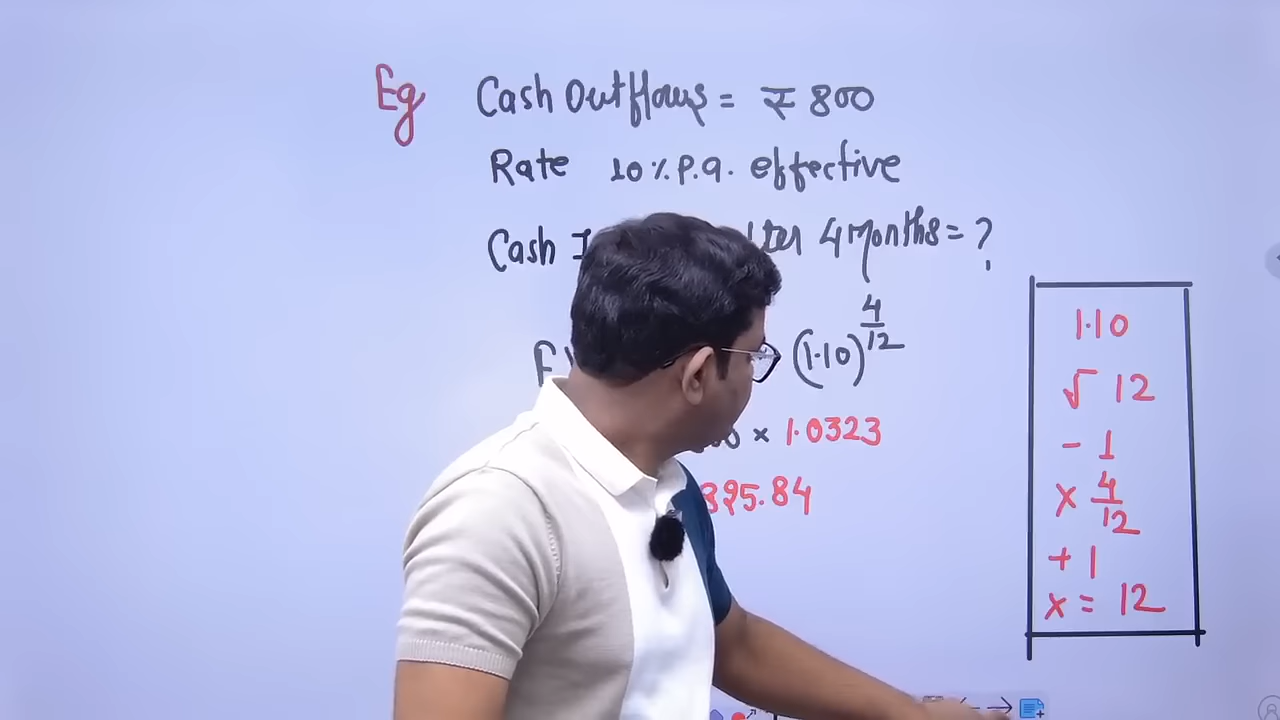 Eg Cash Outflows = ₹ 800
Rate 10% P.a. effective
Cash 4 Months = ?
(1.10)^4/12
× 1.0323
825.84
1.10
√ 12
- 1
× 4/12
+ 1
× = 12